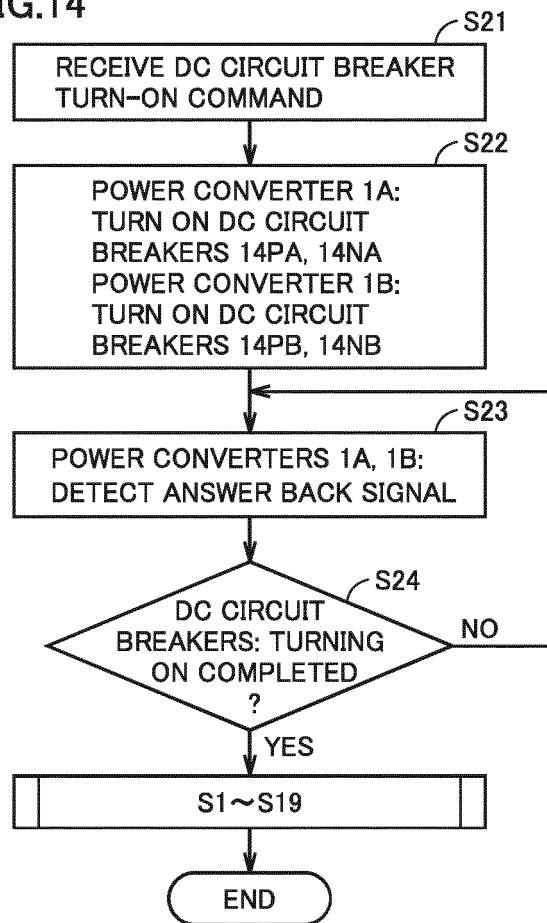 FIG.14
S21
RECEIVE DC CIRCUIT BREAKER
TURN-ON COMMAND
S22
POWER CONVERTER 1A:
TURN ON DC CIRCUIT
BREAKERS 14PA, 14NA
POWER CONVERTER 1B:
TURN ON DC CIRCUIT
BREAKERS 14PB, 14NB
S23
POWER CONVERTERS 1A, 1B:
DETECT ANSWER BACK SIGNAL
S24
DC CIRCUIT
BREAKERS: TURNING
ON COMPLETED
?
NO
YES
S1~S19
END